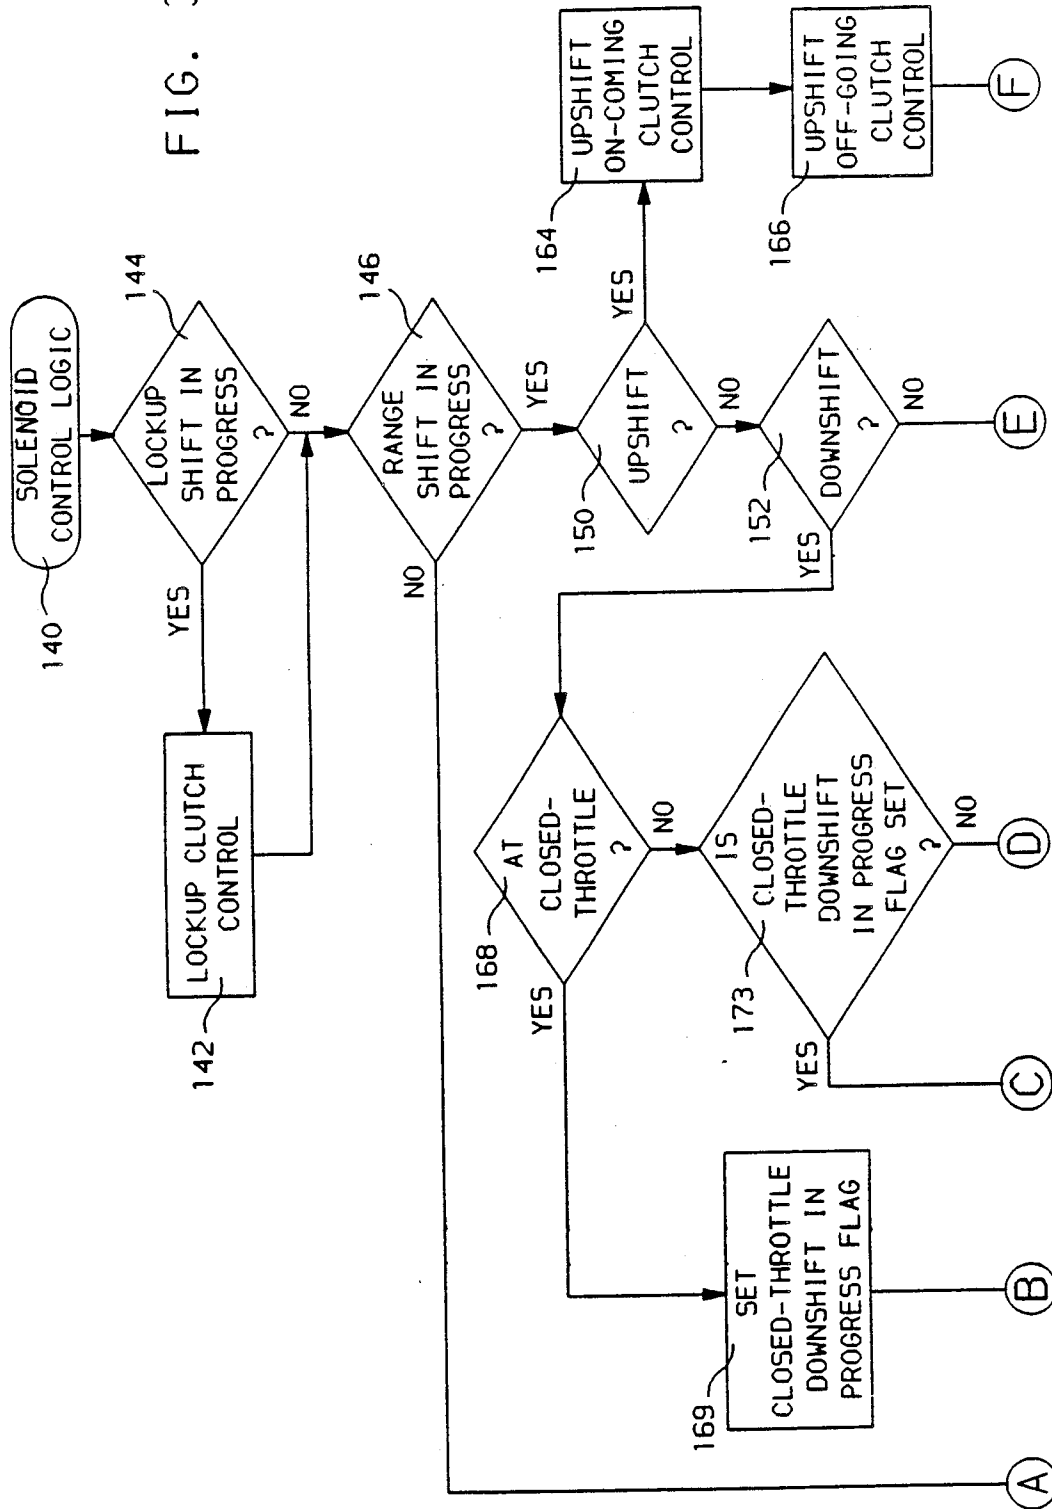 FIG.
SOLENOID
CONTROL LOGIC
140
LOCKUP
SHIFT IN
PROGRESS
?
144
YES
NO
LOCKUP CLUTCH
CONTROL
142
RANGE
SHIFT IN
PROGRESS
?
146
NO
YES
UPSHIFT
?
150
YES
NO
UPSHIFT
ON-COMING
CLUTCH
CONTROL
164
UPSHIFT
OFF-GOING
CLUTCH
CONTROL
166
DOWNSHIFT
?
152
YES
NO
AT
CLOSED-
THROTTLE
?
168
YES
NO
IS
CLOSED-
THROTTLE
DOWNSHIFT
IN PROGRESS
FLAG SET
?
173
YES
NO
SET
CLOSED-THROTTLE
DOWNSHIFT IN
PROGRESS FLAG
169
A
B
C
D
E
F